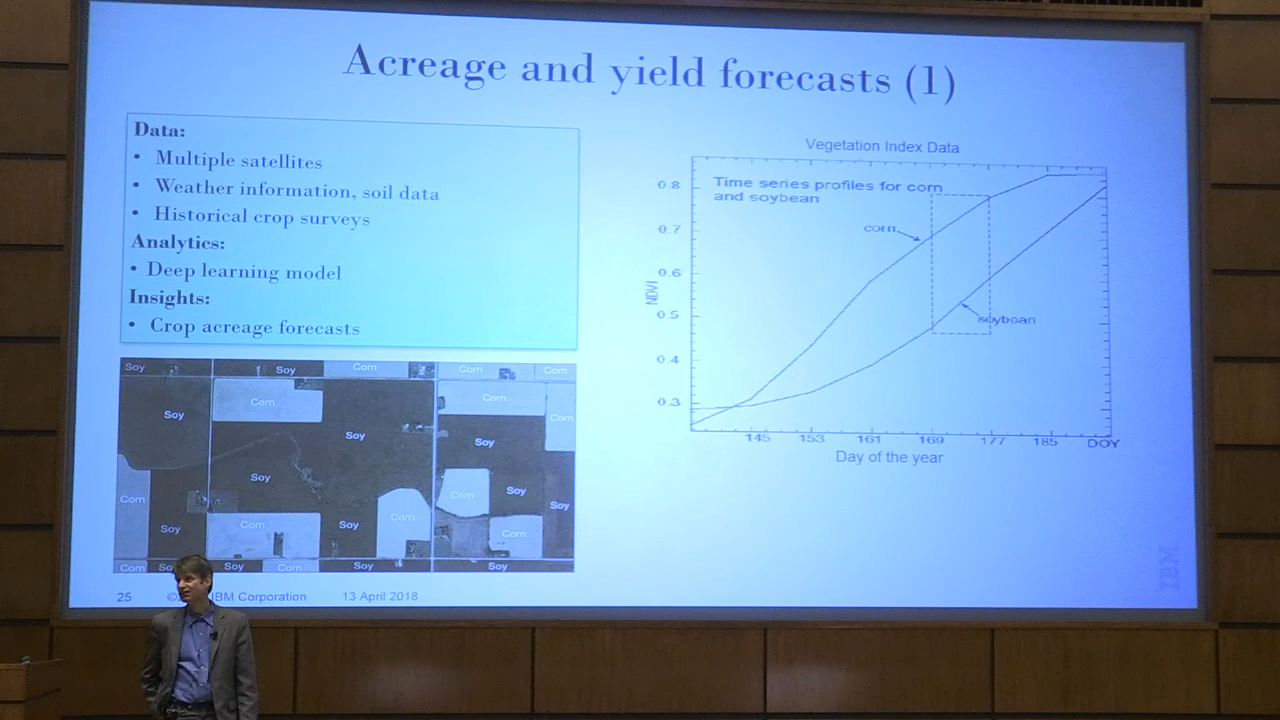 Acreage and yield forecasts (1)
Data:
• Multiple satellites
• Weather information, soil data
• Historical crop surveys
Analytics:
• Deep learning model
Insights:
• Crop acreage forecasts
Vegetation Index Data
Time series profiles for corn
and soybean
corn
soybean
NDVI
0.8
0.7
0.6
0.5
0.4
0.3
145 153 161 169 177 185 DOY
Day of the year
Soy Soy Corn Corn Corn
Corn Corn
Soy Corn
Soy Soy
Soy
Corn Corn Soy Soy
Corn
Soy Corn Soy Corn
Corn Soy Corn Soy Soy
25 IBM Corporation 13 April 2018
IBM